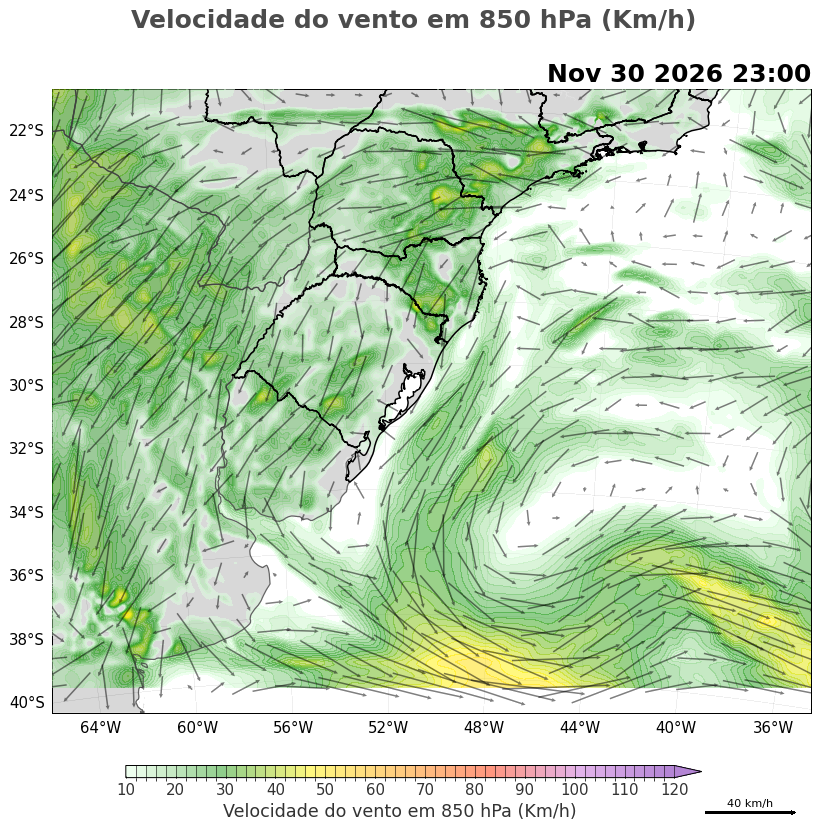 Velocidade do vento em 850 hPa (Km/h)
Nov 30 2026 23:00
22°S
24°S
26°S
28°S
30°S
32°S
34°S
36°S
38°S
40°S
64°W 60°W 56°W 52°W 48°W 44°W 40°W 36°W
10 20 30 40 50 60 70 80 90 100 110 120
Velocidade do vento em 850 hPa (Km/h)
40 km/h